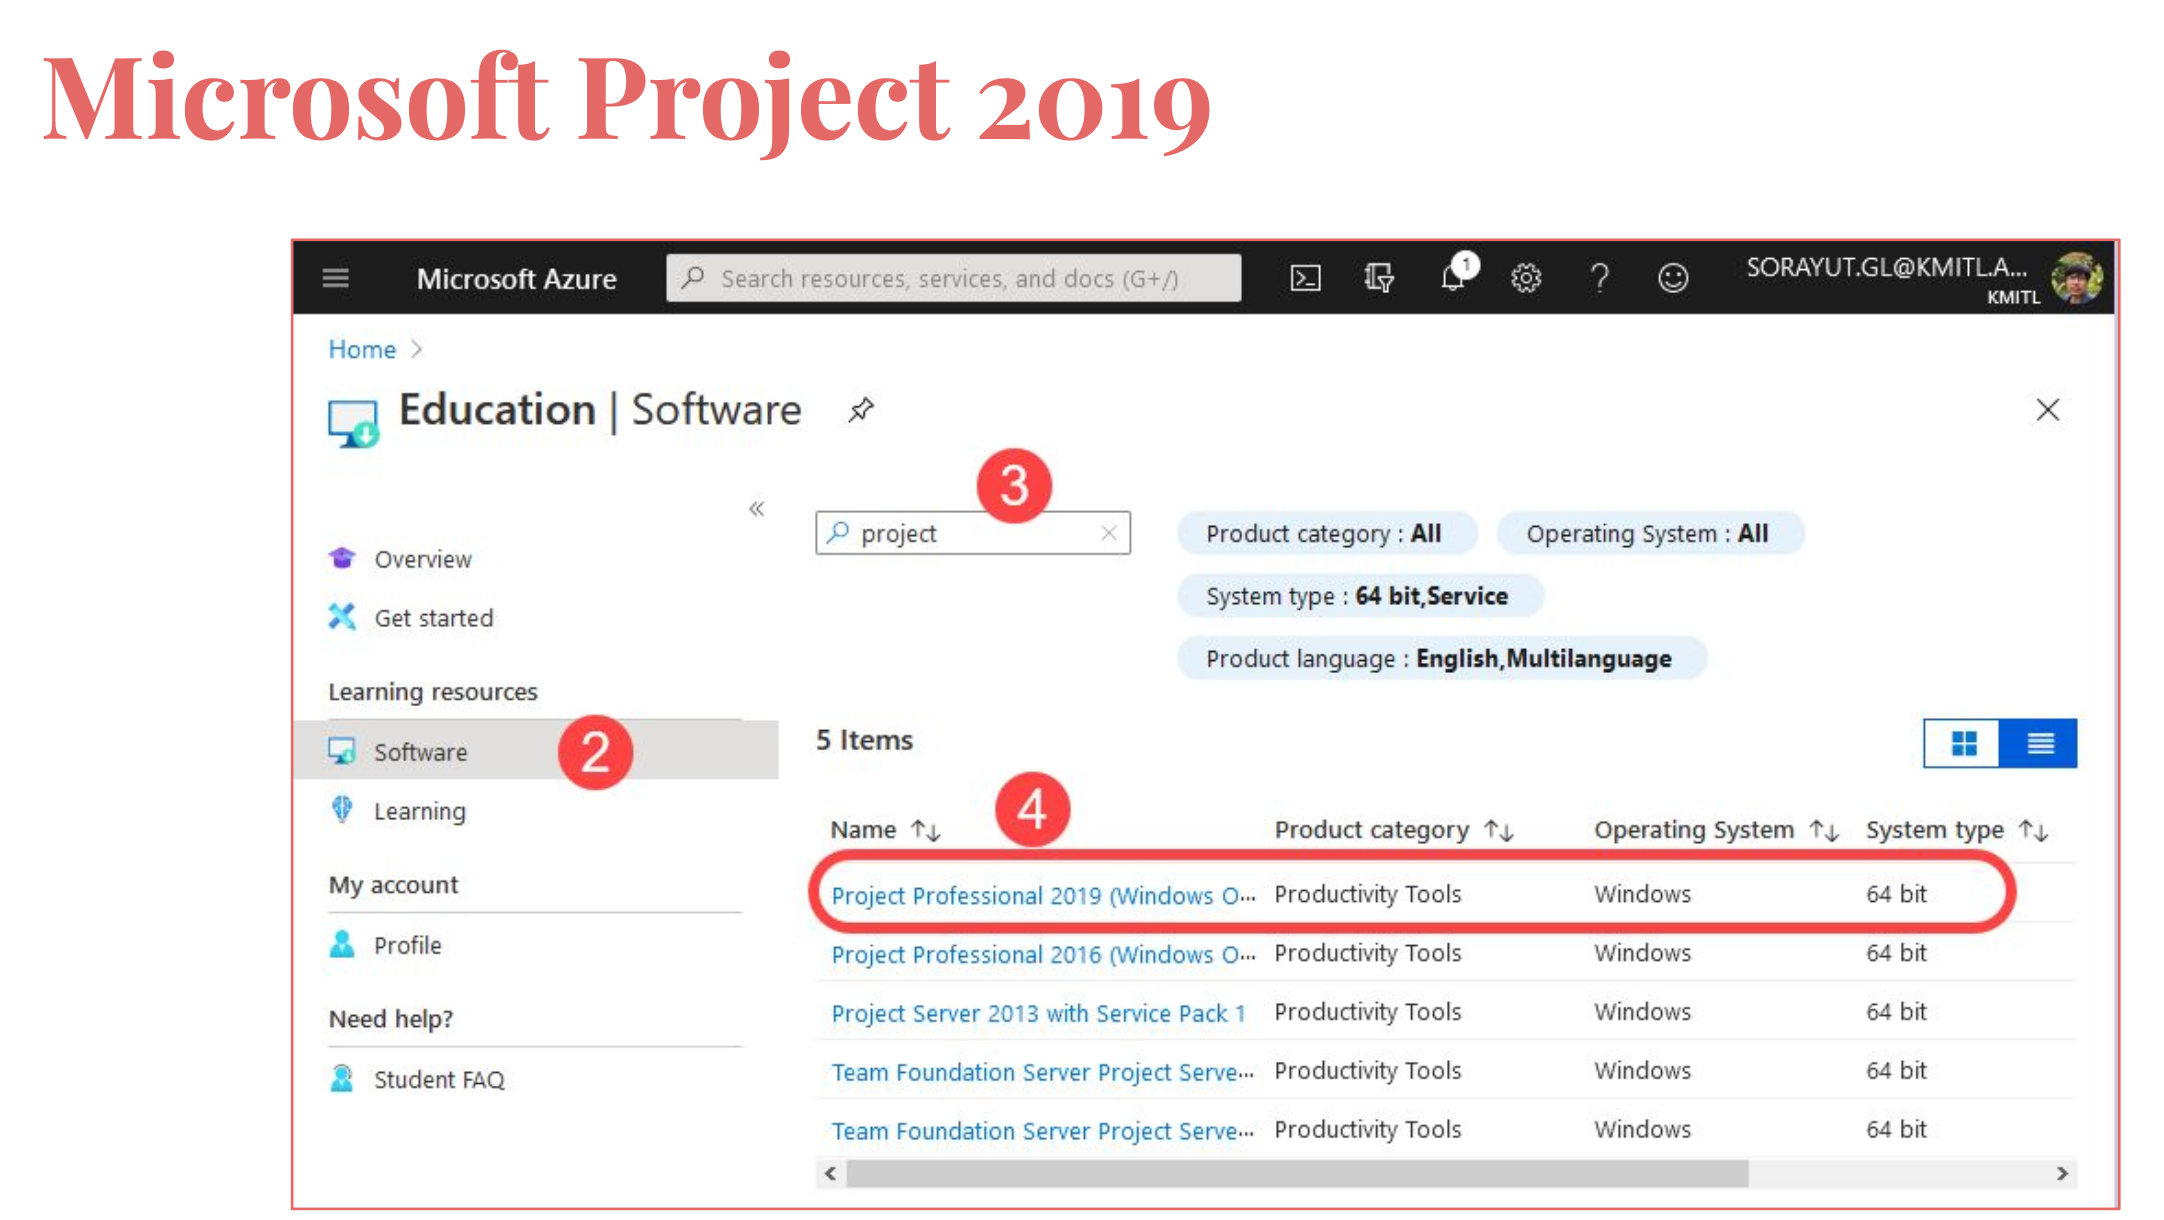 Microsoft Project 2019
Microsoft Azure
Search resources, services, and docs (G+/)
1
SORAYUT.GL@KMITL.A...
KMITL
Home >
Education | Software
3
«
project
Product category : All
Operating System : All
System type : 64 bit,Service
Product language : English,Multilanguage
Overview
Get started
Learning resources
Software
2
Learning
My account
Profile
Need help?
Student FAQ
5 Items
4
Name ↑↓ Product category ↑↓ Operating System ↑↓ System type ↑↓
Project Professional 2019 (Windows O... Productivity Tools Windows 64 bit
Project Professional 2016 (Windows O... Productivity Tools Windows 64 bit
Project Server 2013 with Service Pack 1 Productivity Tools Windows 64 bit
Team Foundation Server Project Serve... Productivity Tools Windows 64 bit
Team Foundation Server Project Serve... Productivity Tools Windows 64 bit